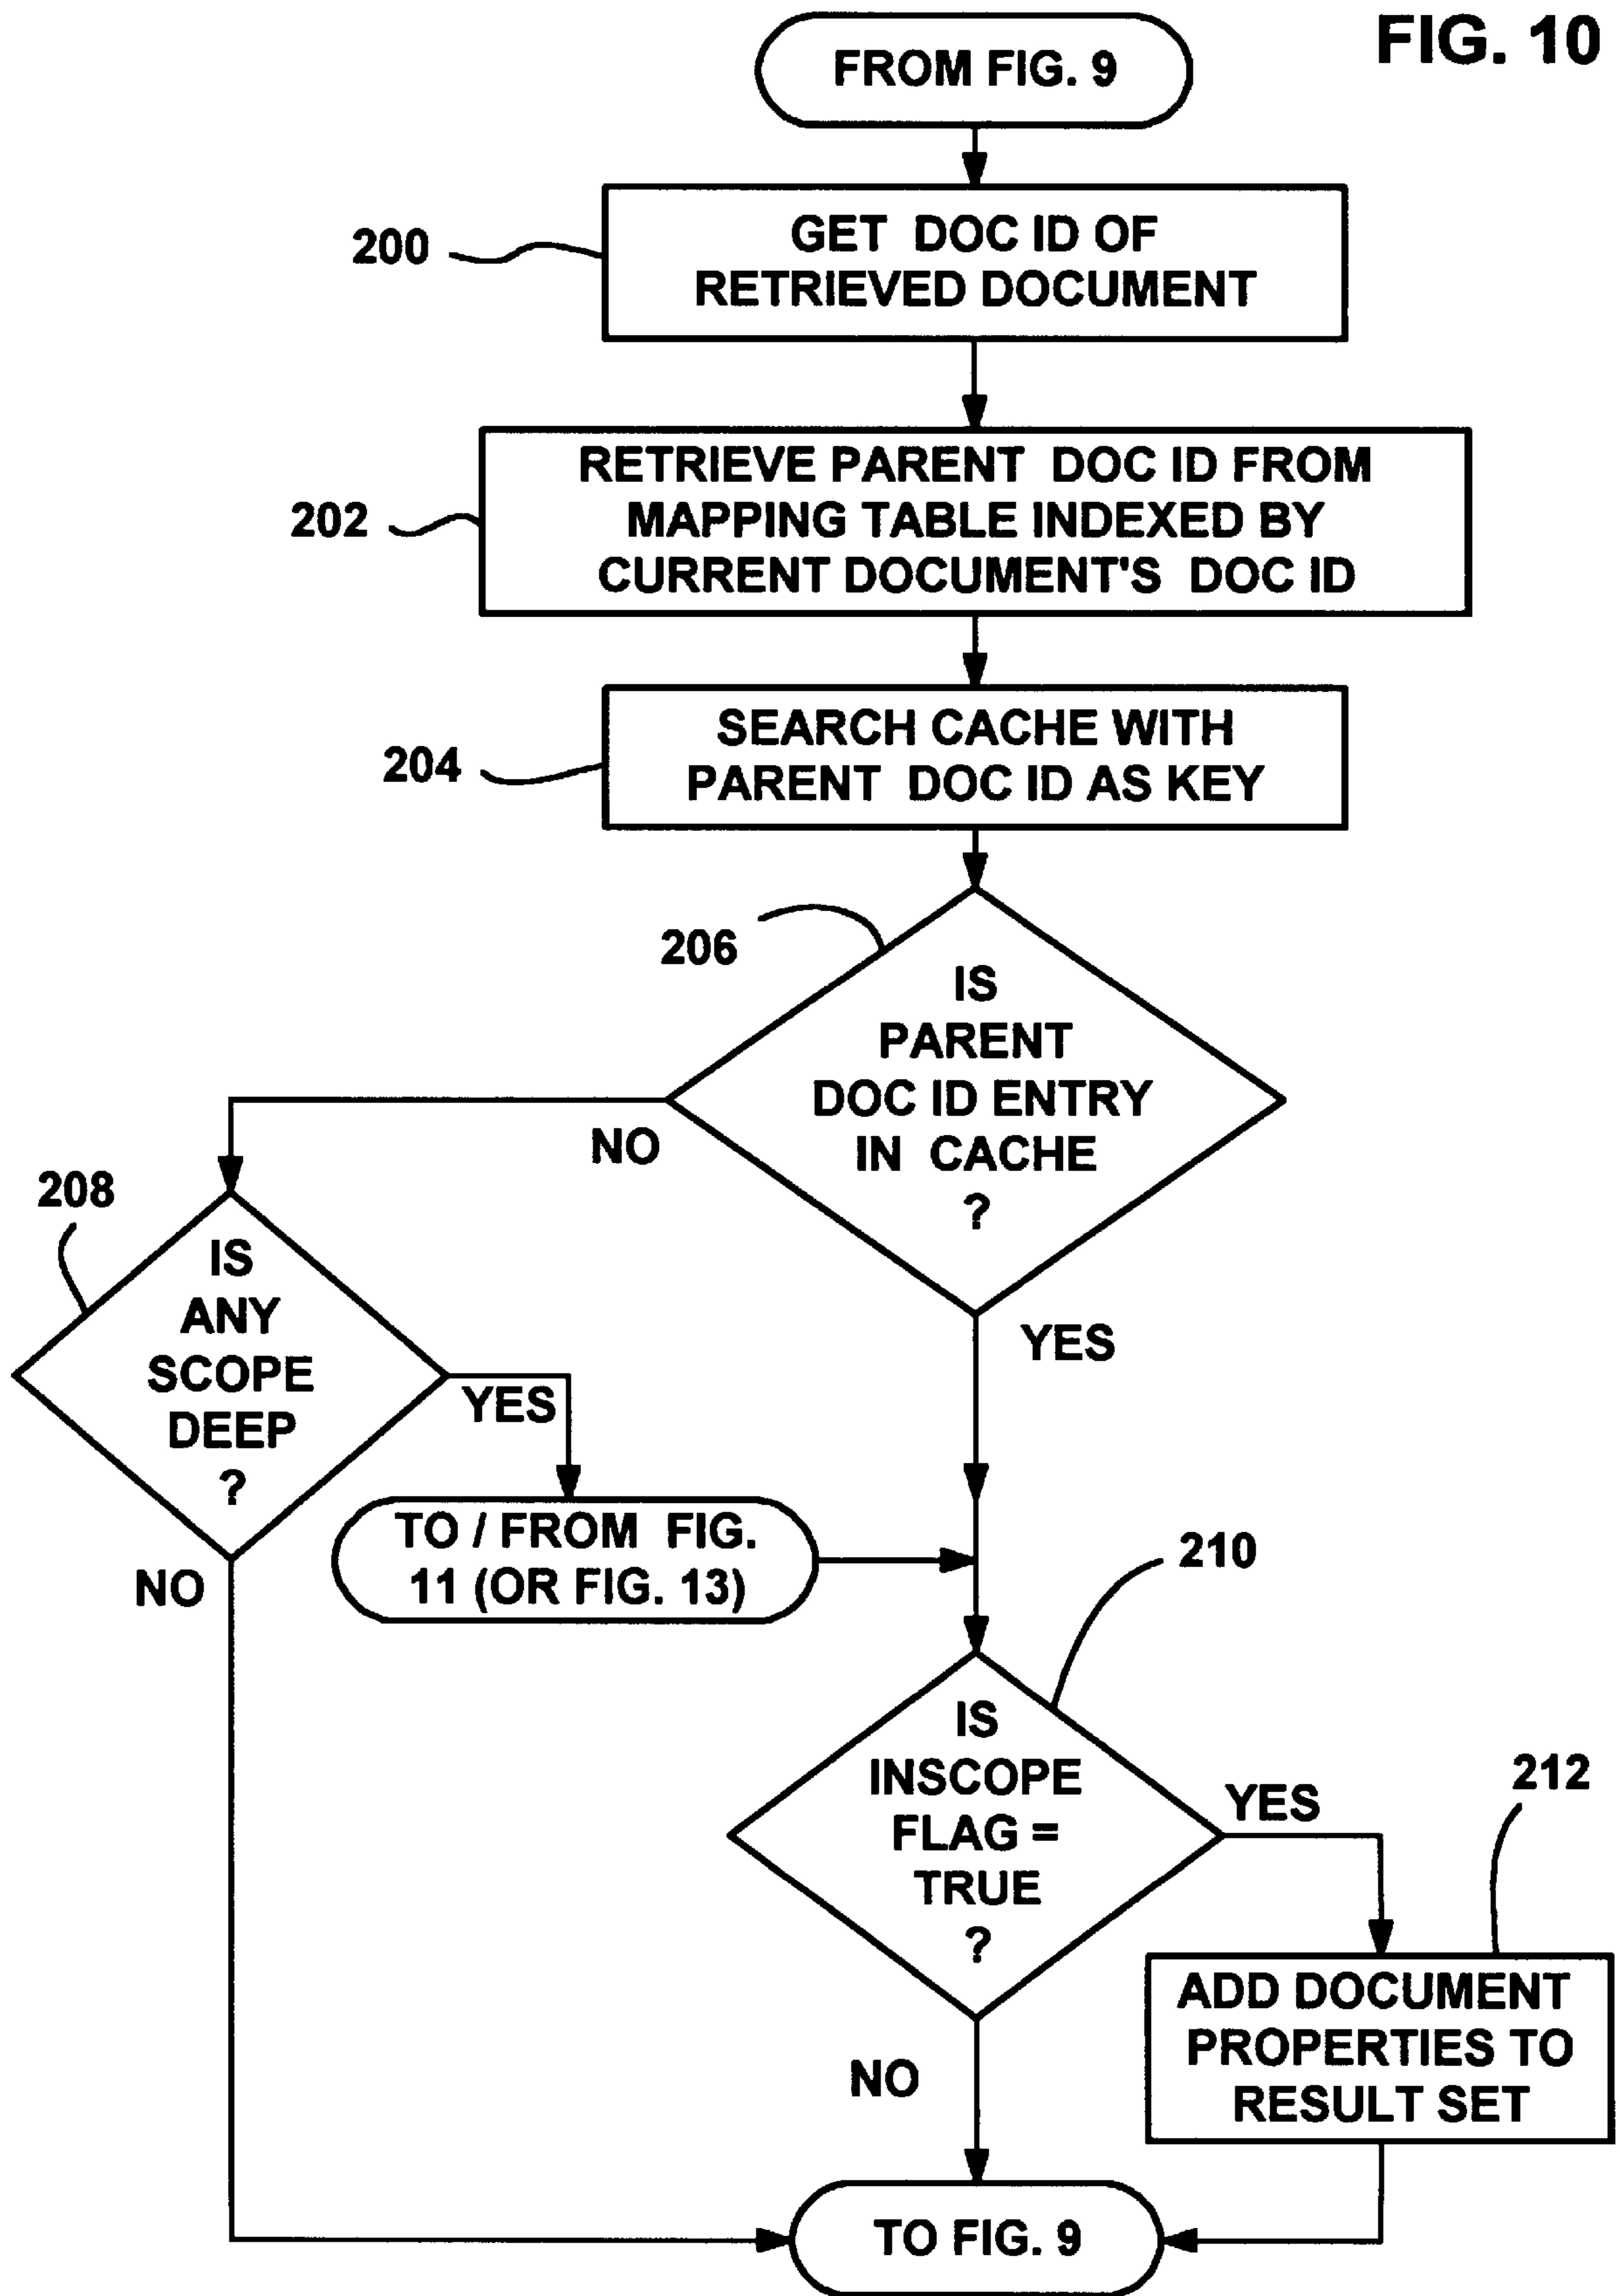 FIG. 10
FROM FIG. 9
200
GET DOC ID OF
RETRIEVED DOCUMENT
202
RETRIEVE PARENT DOC ID FROM
MAPPING TABLE INDEXED BY
CURRENT DOCUMENT'S DOC ID
204
SEARCH CACHE WITH
PARENT DOC ID AS KEY
206
IS
PARENT
DOC ID ENTRY
IN CACHE
?
NO
YES
208
IS
ANY
SCOPE
DEEP
?
YES
NO
TO / FROM FIG.
11 (OR FIG. 13)
210
IS
INSCOPE
FLAG =
TRUE
?
YES
NO
212
ADD DOCUMENT
PROPERTIES TO
RESULT SET
TO FIG. 9